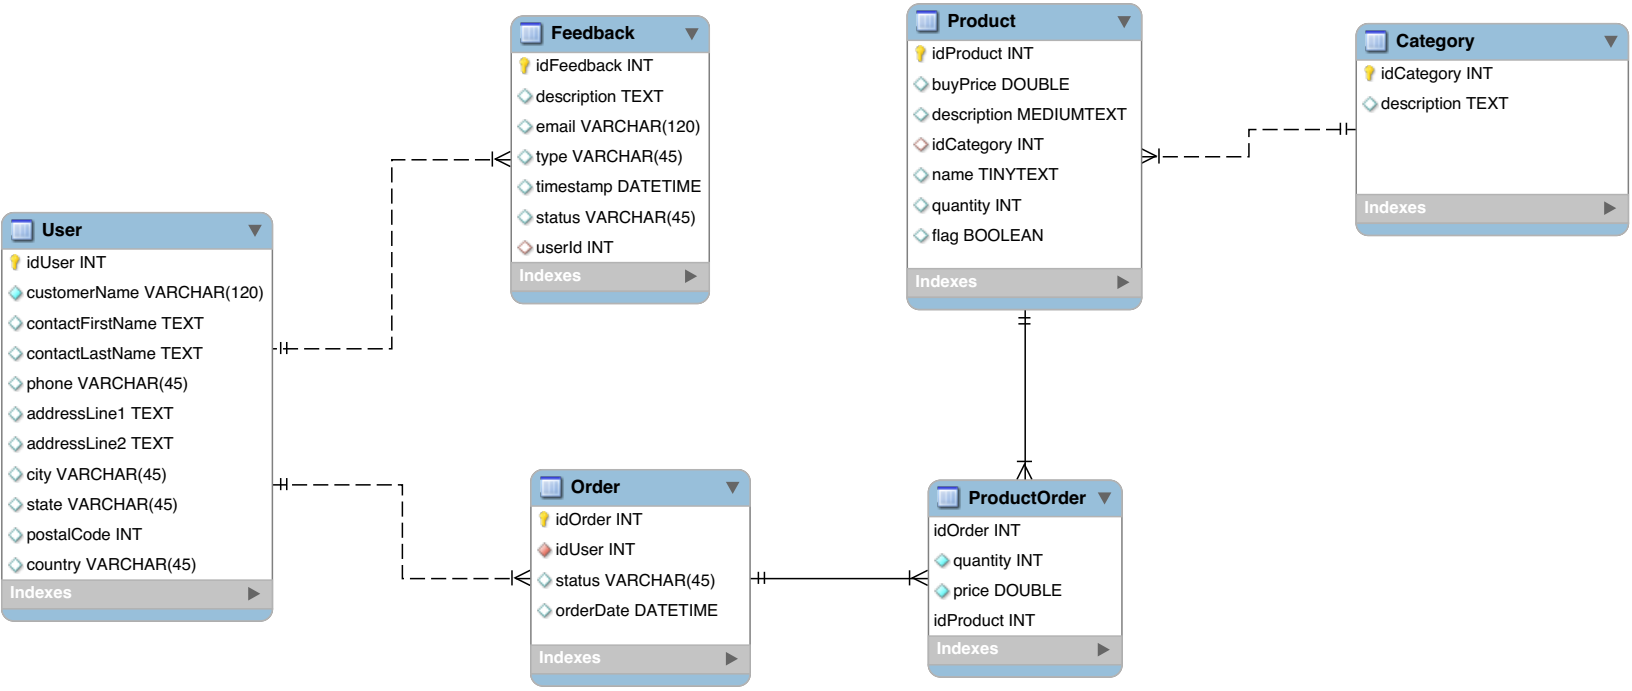 Feedback
idFeedback INT
description TEXT
email VARCHAR(120)
type VARCHAR(45)
timestamp DATETIME
status VARCHAR(45)
userId INT
Indexes
Product
idProduct INT
buyPrice DOUBLE
description MEDIUMTEXT
idCategory INT
name TINYTEXT
quantity INT
flag BOOLEAN
Indexes
Category
idCategory INT
description TEXT
Indexes
User
idUser INT
customerName VARCHAR(120)
contactFirstName TEXT
contactLastName TEXT
phone VARCHAR(45)
addressLine1 TEXT
addressLine2 TEXT
city VARCHAR(45)
state VARCHAR(45)
postalCode INT
country VARCHAR(45)
Indexes
Order
idOrder INT
idUser INT
status VARCHAR(45)
orderDate DATETIME
Indexes
ProductOrder
idOrder INT
quantity INT
price DOUBLE
idProduct INT
Indexes